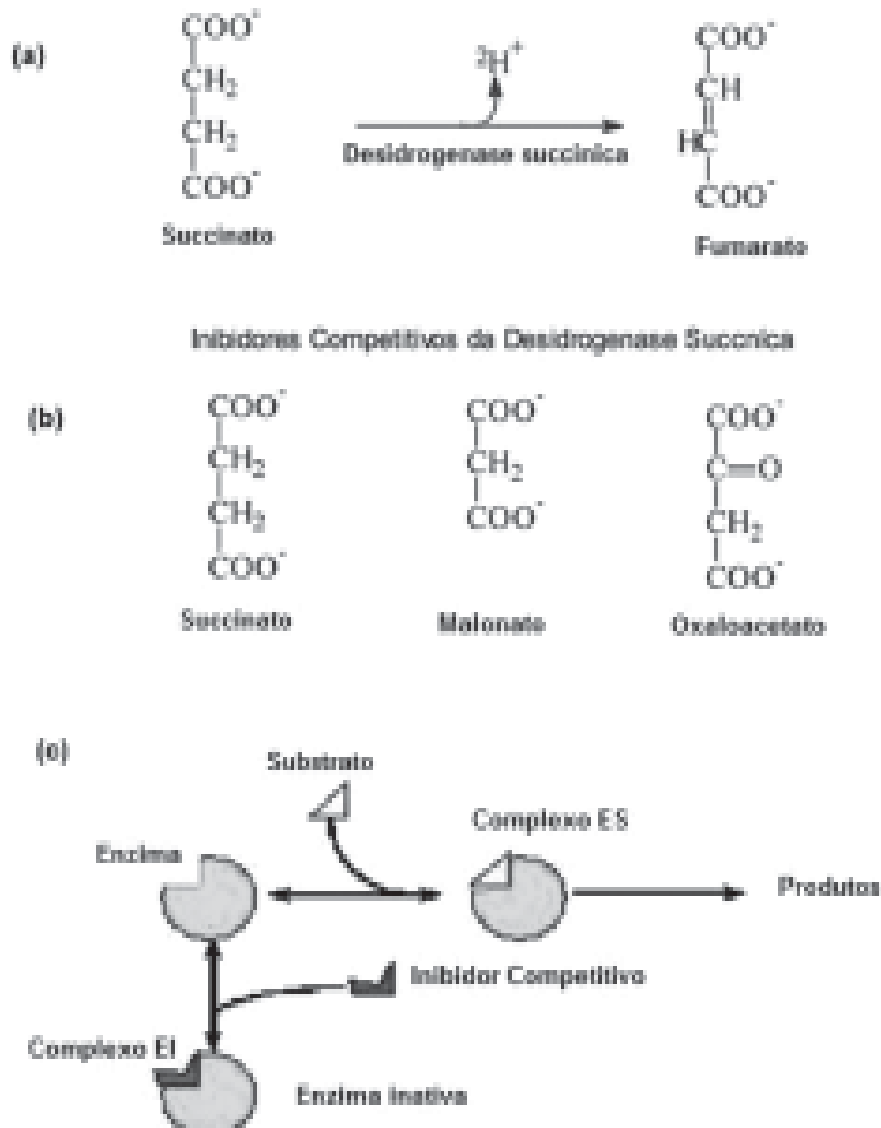 (a)
COO⁻
CH₂
CH₂
COO⁻
Succinato
2H⁺
Desidrogenase succinica
COO⁻
CH
HC
COO⁻
Fumarato
Inibidores Competitivos da Desidrogenase Succnica
(b)
COO⁻
CH₂
CH₂
COO⁻
Succinato
COO⁻
CH₂
COO⁻
Malonato
COO⁻
C=O
CH₂
COO⁻
Oxaloacetato
(c)
Substrato
Complexo ES
Enzima
Produtos
Inibidor Competitivo
Complexo EI
Enzima inativa